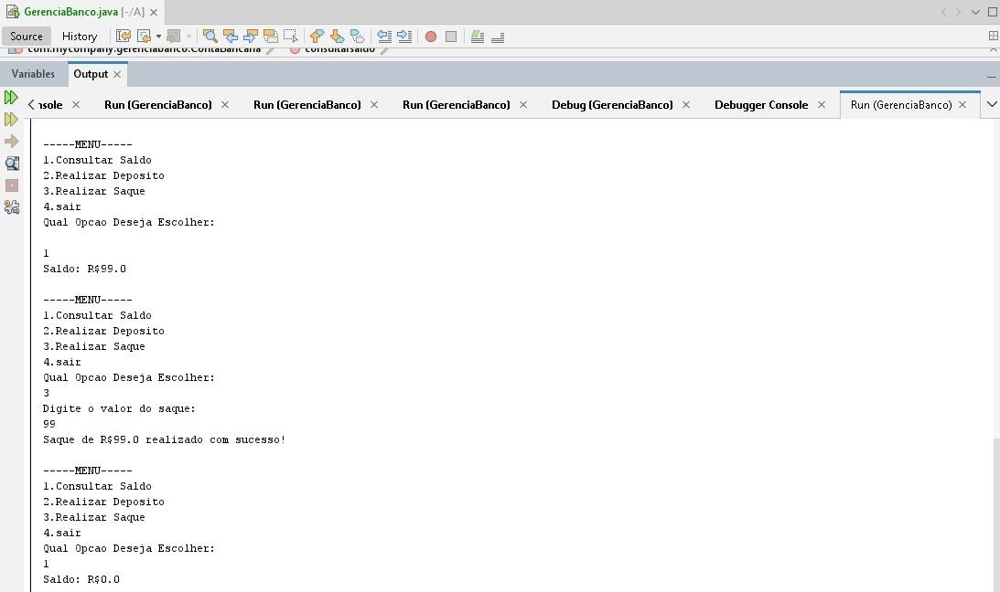 GerenciaBanco.java [-/A]
Source History
com.mycompany.gerenciabanco.ContaBancaria consultarsaldo
Variables Output
nsole Run (GerenciaBanco) Run (GerenciaBanco) Run (GerenciaBanco) Debug (GerenciaBanco) Debugger Console Run (GerenciaBanco)
-----MENU-----
1.Consultar Saldo
2.Realizar Deposito
3.Realizar Saque
4.sair
Qual Opcao Deseja Escolher:
1
Saldo: R$99.0
-----MENU-----
1.Consultar Saldo
2.Realizar Deposito
3.Realizar Saque
4.sair
Qual Opcao Deseja Escolher:
3
Digite o valor do saque:
99
Saque de R$99.0 realizado com sucesso!
-----MENU-----
1.Consultar Saldo
2.Realizar Deposito
3.Realizar Saque
4.sair
Qual Opcao Deseja Escolher:
1
Saldo: R$0.0